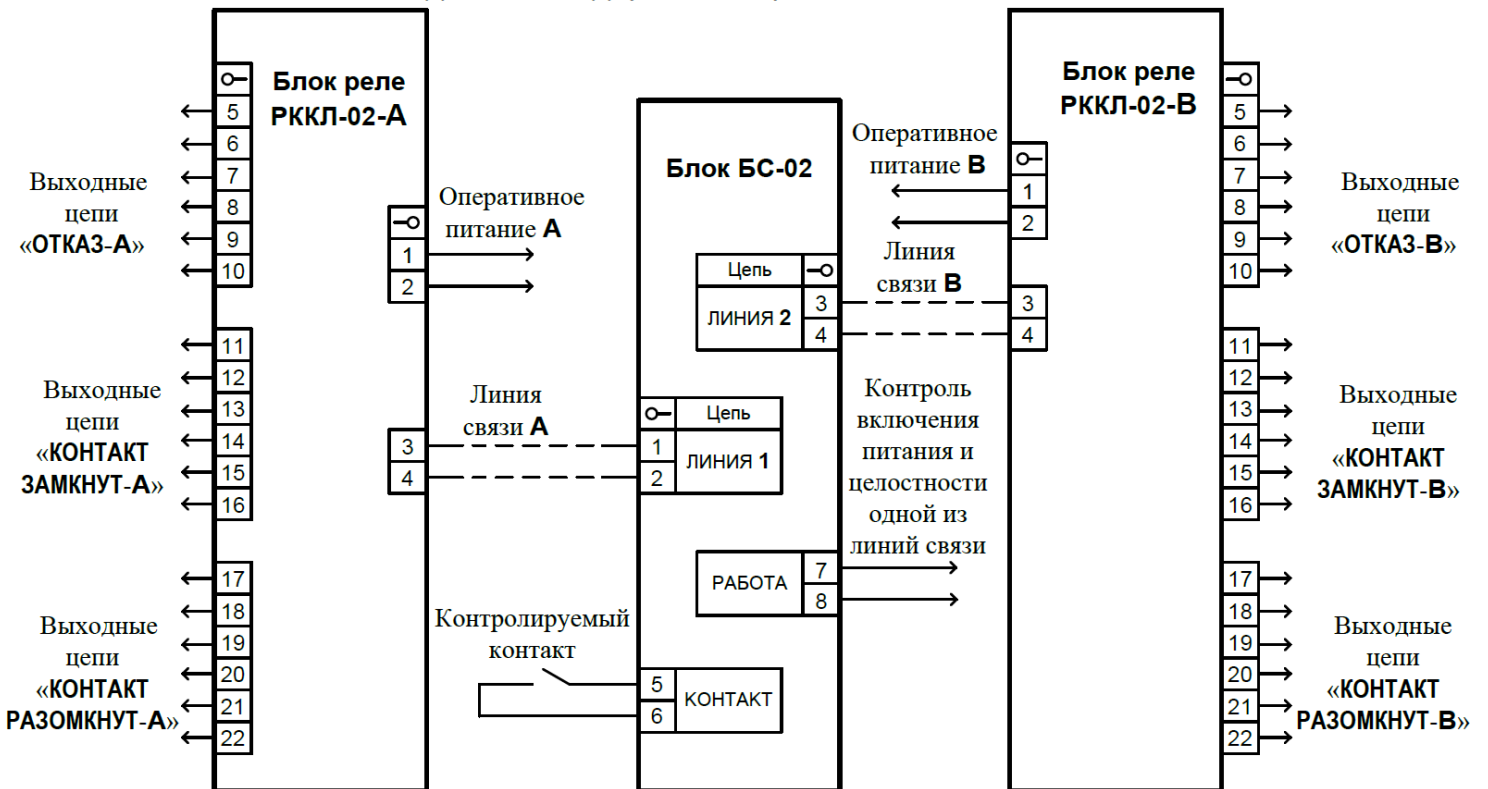 Блок реле
РККЛ-02-А
5
6
7
8
9
10
Выходные
цепи
«ОТКАЗ-А»
11
12
13
14
15
16
Выходные
цепи
«КОНТАКТ
ЗАМКНУТ-А»
17
18
19
20
21
22
Выходные
цепи
«КОНТАКТ
РАЗОМКНУТ-А»
1
2
Оперативное
питание А
3
4
Линия
связи А
Блок БС-02
Цепь
ЛИНИЯ 2
3
4
Цепь
1
2
ЛИНИЯ 1
РАБОТА
7
8
5
6
КОНТАКТ
Контролируемый
контакт
Оперативное
питание В
Линия
связи В
Контроль
включения
питания и
целостности
одной из
линий связи
Блок реле
РККЛ-02-В
1
2
3
4
5
6
7
8
9
10
Выходные
цепи
«ОТКАЗ-В»
11
12
13
14
15
16
Выходные
цепи
«КОНТАКТ
ЗАМКНУТ-В»
17
18
19
20
21
22
Выходные
цепи
«КОНТАКТ
РАЗОМКНУТ-В»